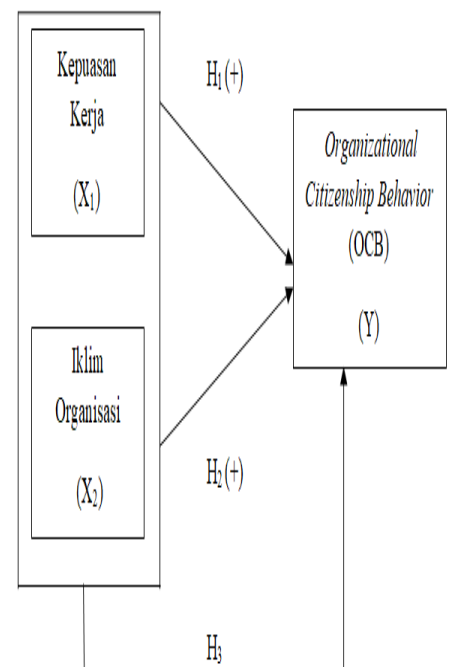 Kepuasan
Kerja
(X₁)
H₁ (+)
Organizational
Citizenship Behavior
(OCB)
(Y)
Iklim
Organisasi
(X₂)
H₂ (+)
H₃